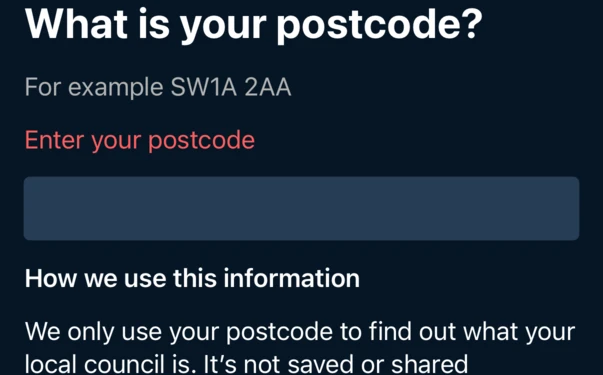 What is your postcode?
For example SW1A 2AA
Enter your postcode
How we use this information
We only use your postcode to find out what your
local council is. It’s not saved or shared